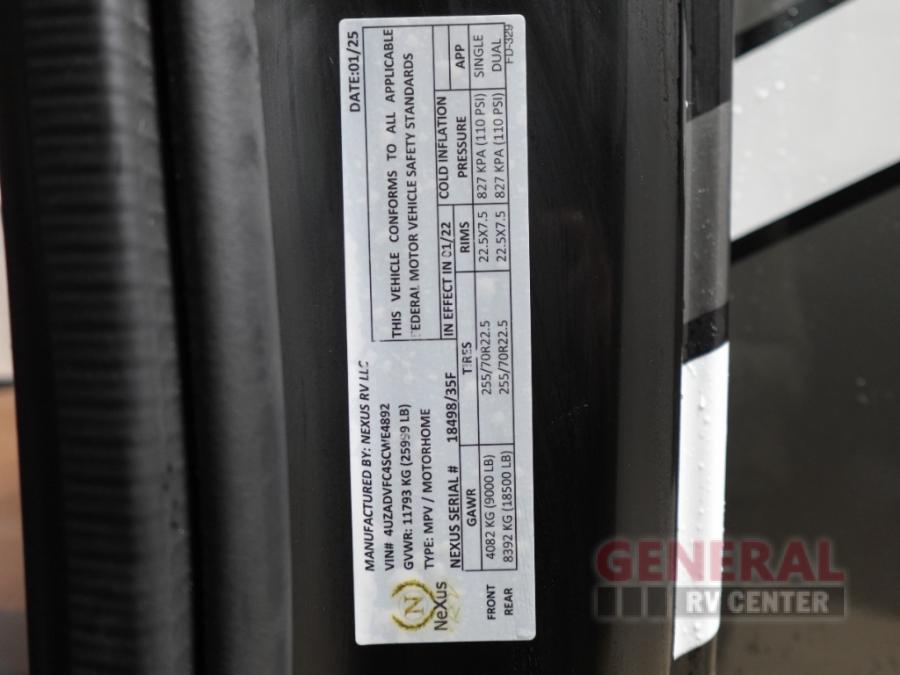 DATE:01/25
MANUFACTURED BY: NEXUS RV LLC
VIN# 4UZADVFC4SCWE4892
GVWR: 11793 KG (25999 LB)
TYPE: MPV / MOTORHOME
THIS VEHICLE CONFORMS TO ALL APPLICABLE
FEDERAL MOTOR VEHICLE SAFETY STANDARDS
NEXUS SERIAL # 18498/35F IN EFFECT IN 01/22
GAWR TIRES RIMS COLD INFLATION PRESSURE APP
FRONT 4082 KG (9000 LB) 255/70R22.5 22.5X7.5 827 KPA (110 PSI) SINGLE
REAR 8392 KG (18500 LB) 255/70R22.5 22.5X7.5 827 KPA (110 PSI) DUAL
FD-329
N
NeXus
RV
GENERAL
RV CENTER